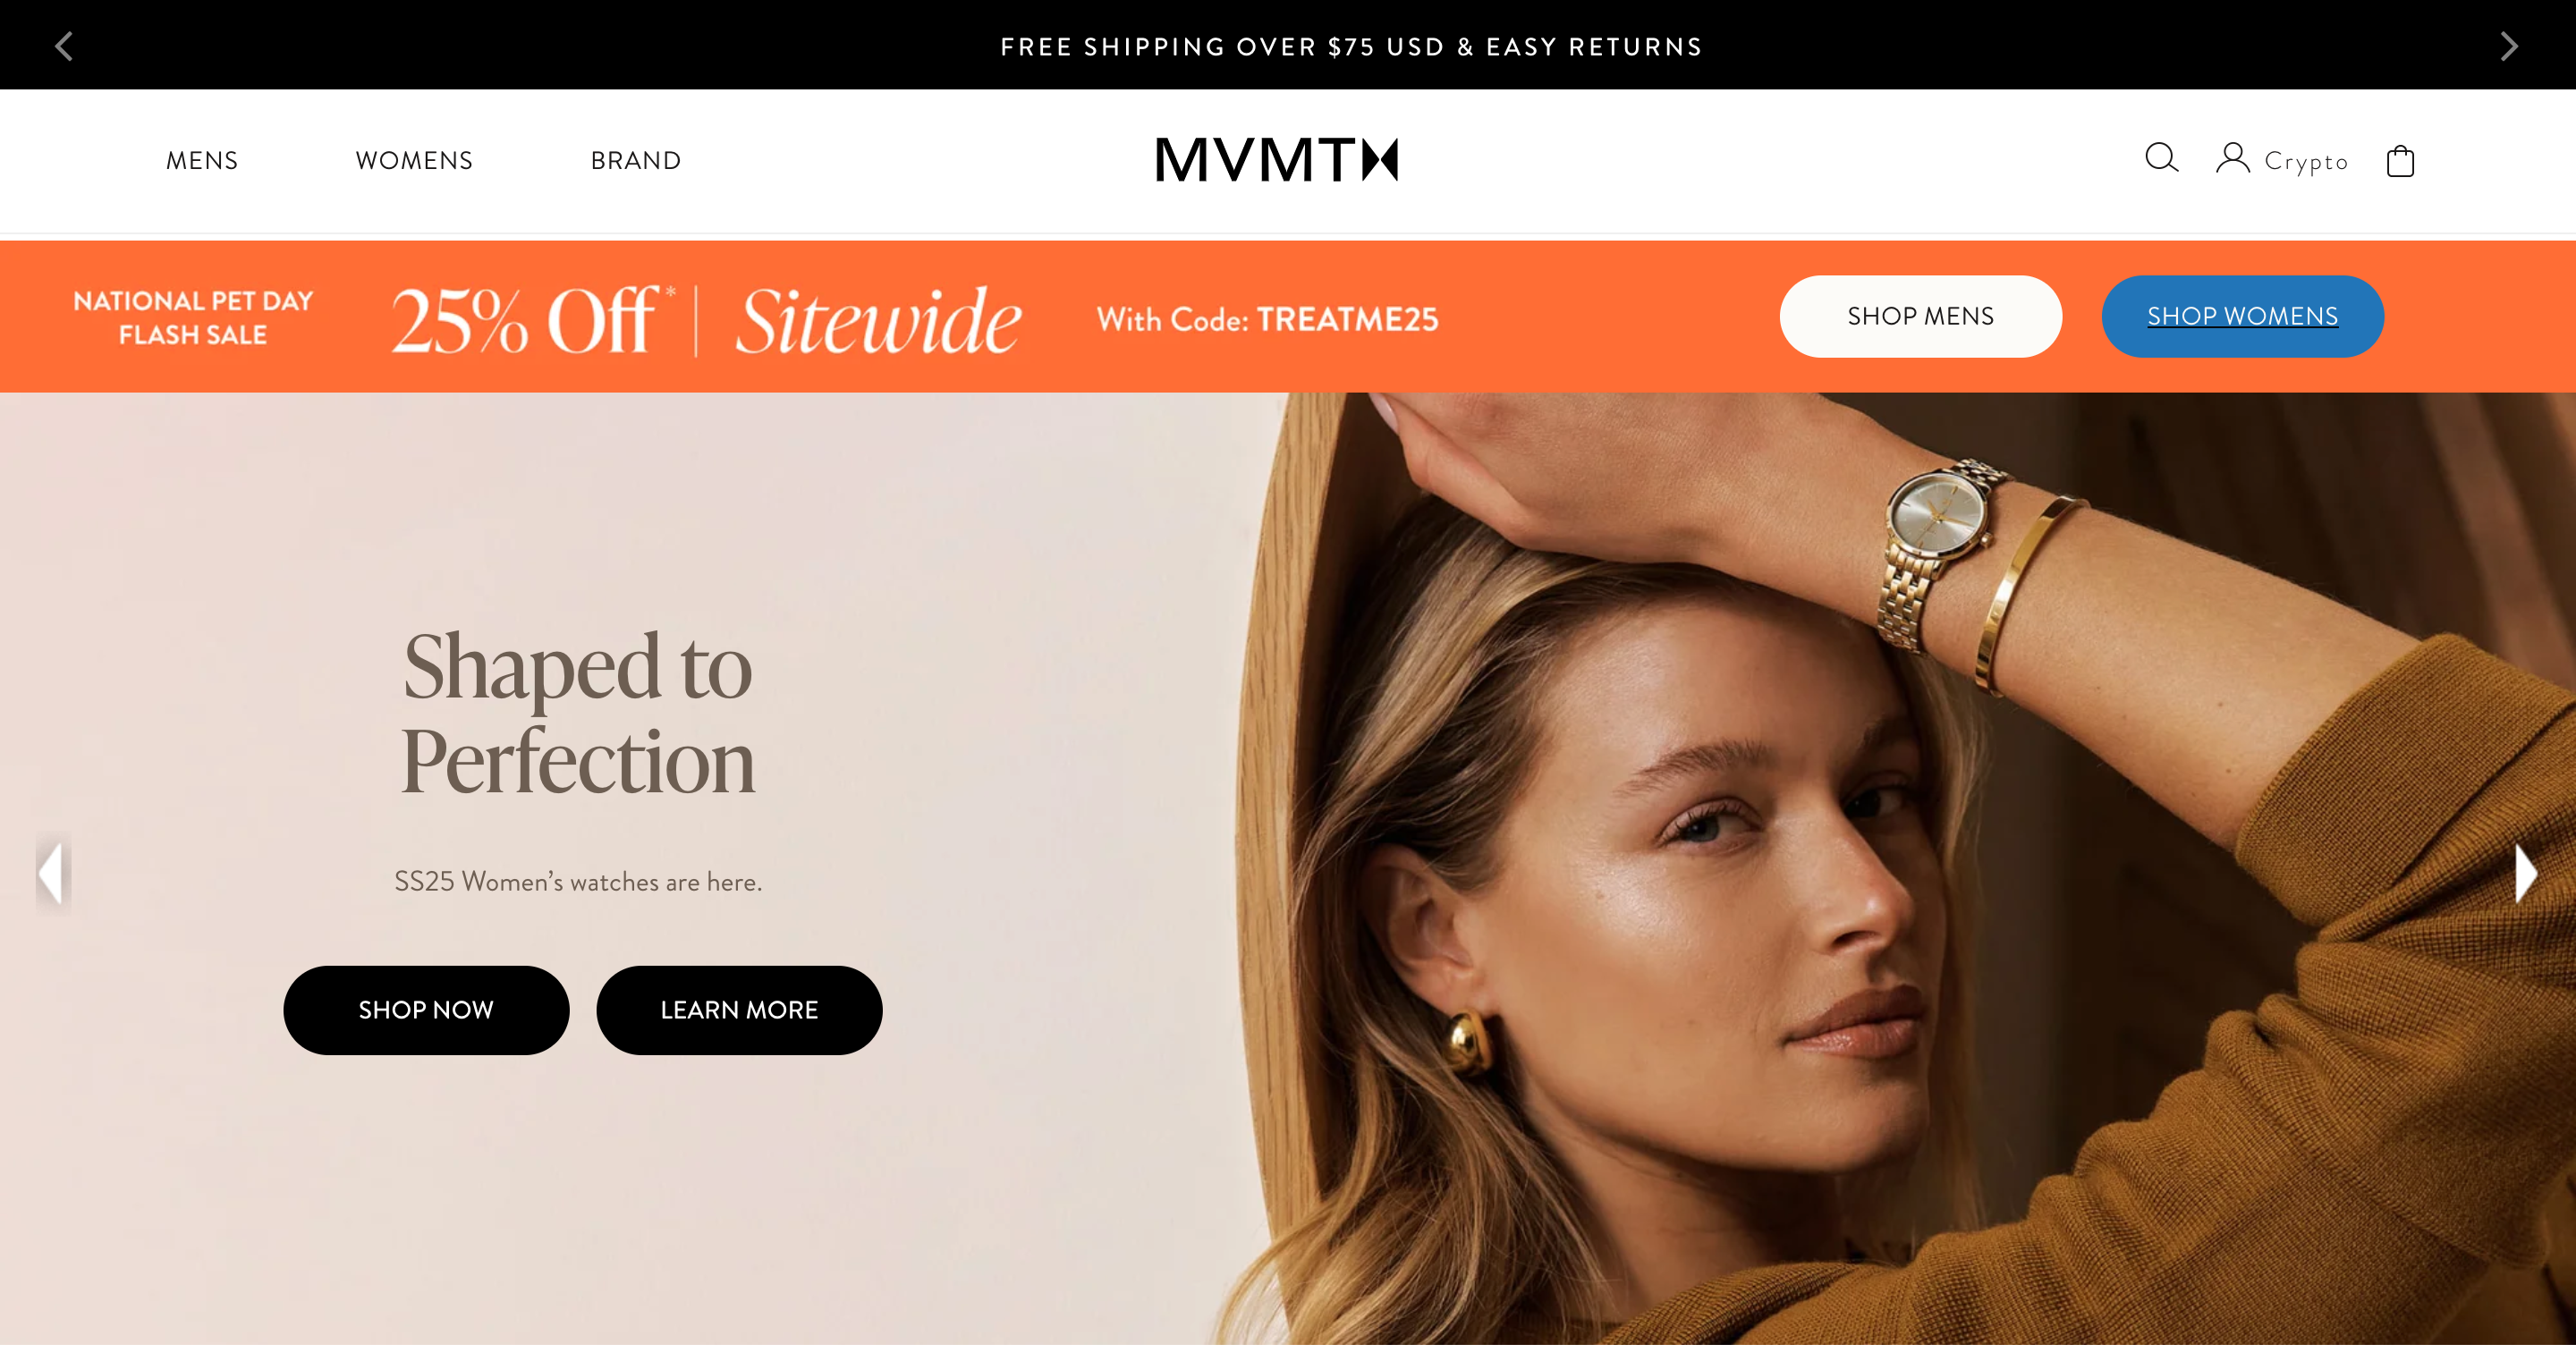 FREE SHIPPING OVER $75 USD & EASY RETURNS
MENS
WOMENS
BRAND
MVMT
Crypto
NATIONAL PET DAY
FLASH SALE
25% Off* | Sitewide
With Code: TREATME25
SHOP MENS
SHOP WOMENS
Shaped to
Perfection
SS25 Women’s watches are here.
SHOP NOW
LEARN MORE